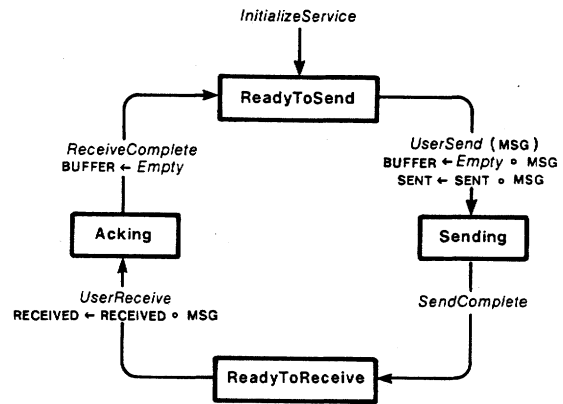 InitializeService
ReadyToSend
ReceiveComplete
BUFFER ← Empty
UserSend (MSG)
BUFFER ← Empty ∘ MSG
SENT ← SENT ∘ MSG
Acking
Sending
UserReceive
RECEIVED ← RECEIVED ∘ MSG
SendComplete
ReadyToReceive